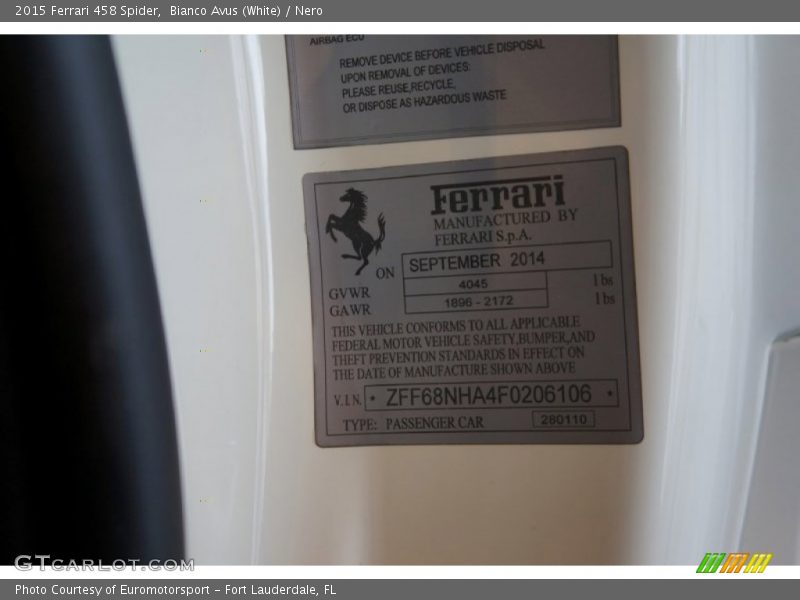 2015 Ferrari 458 Spider,  Bianco Avus (White) / Nero
AIRBAG ECU
REMOVE DEVICE BEFORE VEHICLE DISPOSAL
UPON REMOVAL OF DEVICES:
PLEASE REUSE,RECYCLE,
OR DISPOSE AS HAZARDOUS WASTE
Ferrari
MANUFACTURED BY
FERRARI S.p.A.
ON SEPTEMBER 2014
GVWR 4045 lbs
GAWR 1896 - 2172 lbs
THIS VEHICLE CONFORMS TO ALL APPLICABLE
FEDERAL MOTOR VEHICLE SAFETY,BUMPER,AND
THEFT PREVENTION STANDARDS IN EFFECT ON
THE DATE OF MANUFACTURE SHOWN ABOVE
V.I.N. * ZFF68NHA4F0206106 *
TYPE: PASSENGER CAR 280110
GTCARLOT.COM
Photo Courtesy of Euromotorsport – Fort Lauderdale, FL